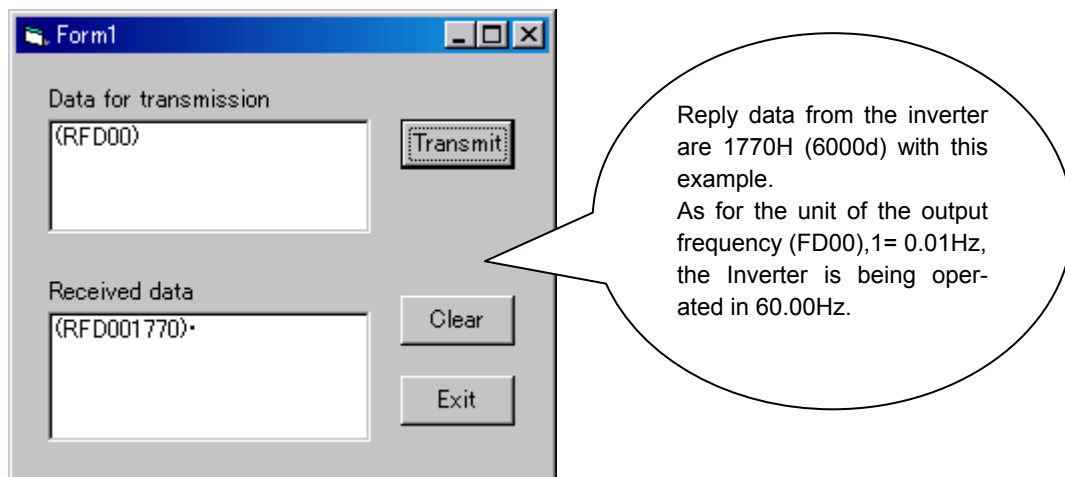 Form1
Data for transmission
(RFD00)
Transmit
Received data
(RFD001770)･
Clear
Exit
Reply data from the inverter
are 1770H (6000d) with this
example.
As for the unit of the output
frequency (FD00),1= 0.01Hz,
the Inverter is being oper-
ated in 60.00Hz.